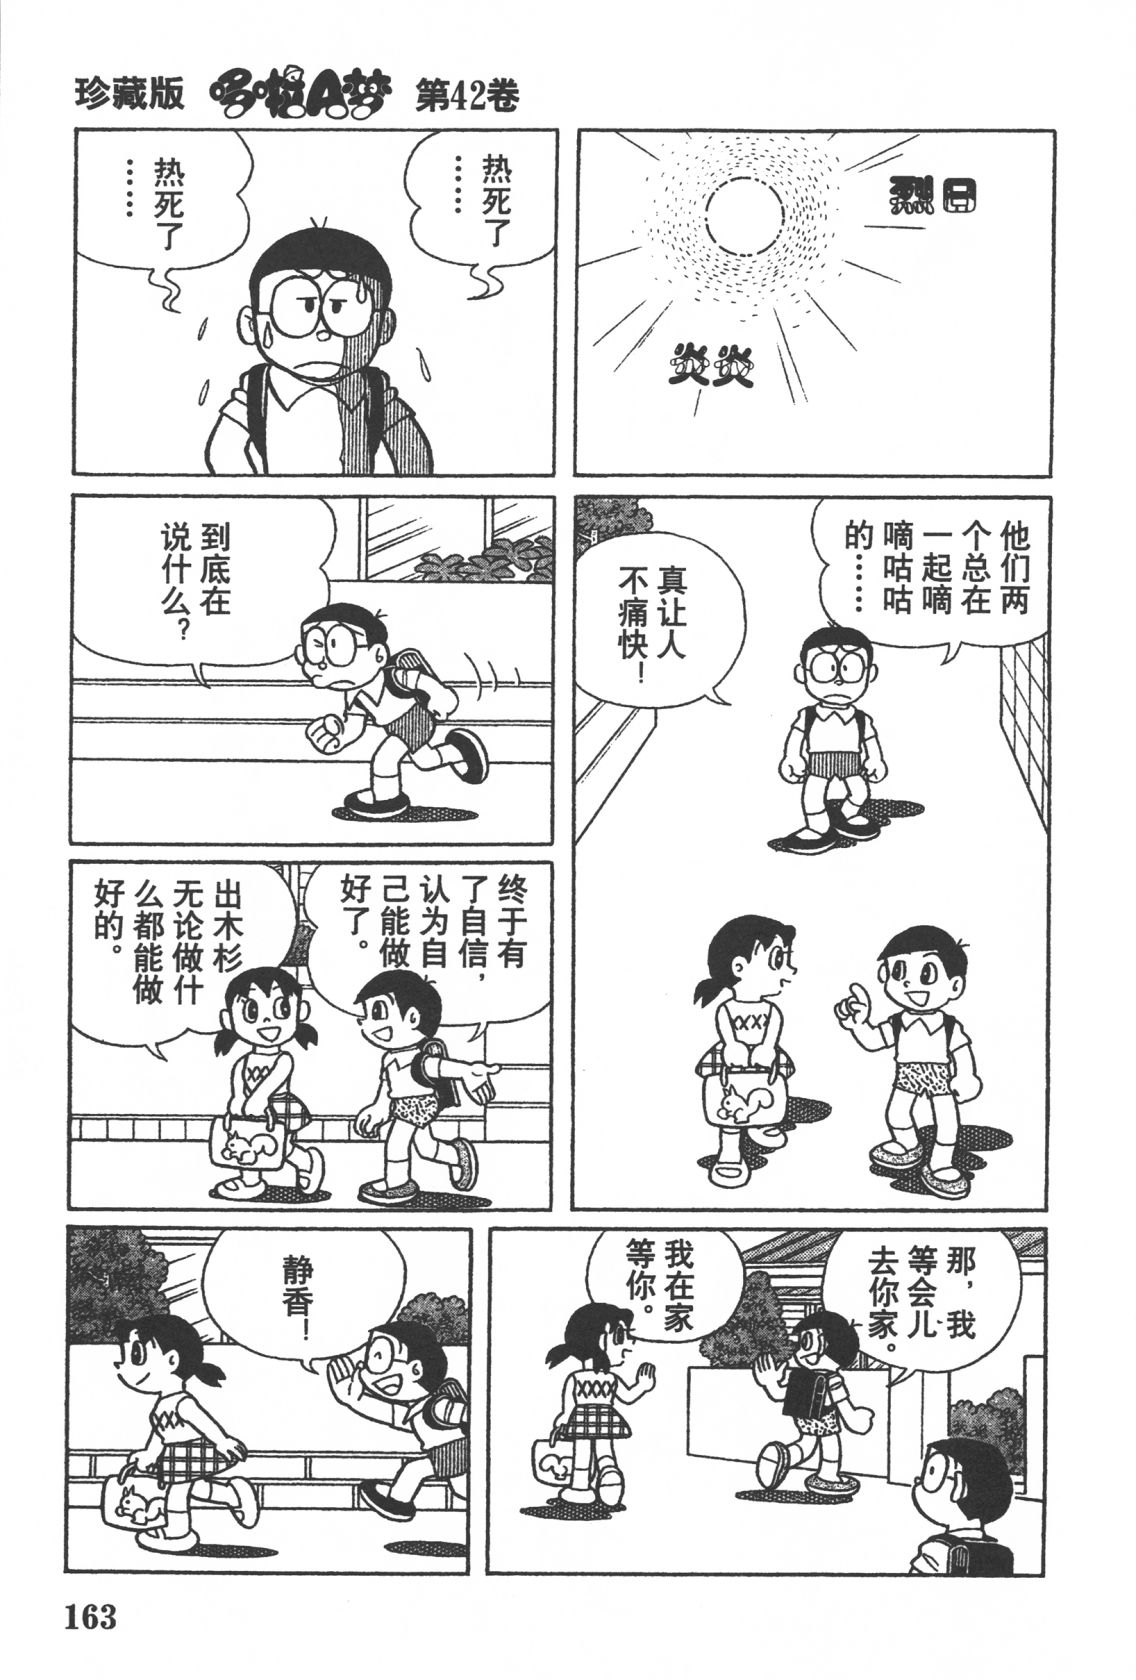 珍藏版 哆啦A梦 第42卷
烈日
炎炎
热死了
……
热死了
……
他们两
个总在
一起嘀
嘀咕咕
的……
真让人
不痛快！
到底在
说什么？
终于有
了自信，
认为自
己能做
好了。
出木杉
无论做什
么都能做
好的。
那，我
等会儿
去你家。
我在家
等你。
静香！
163